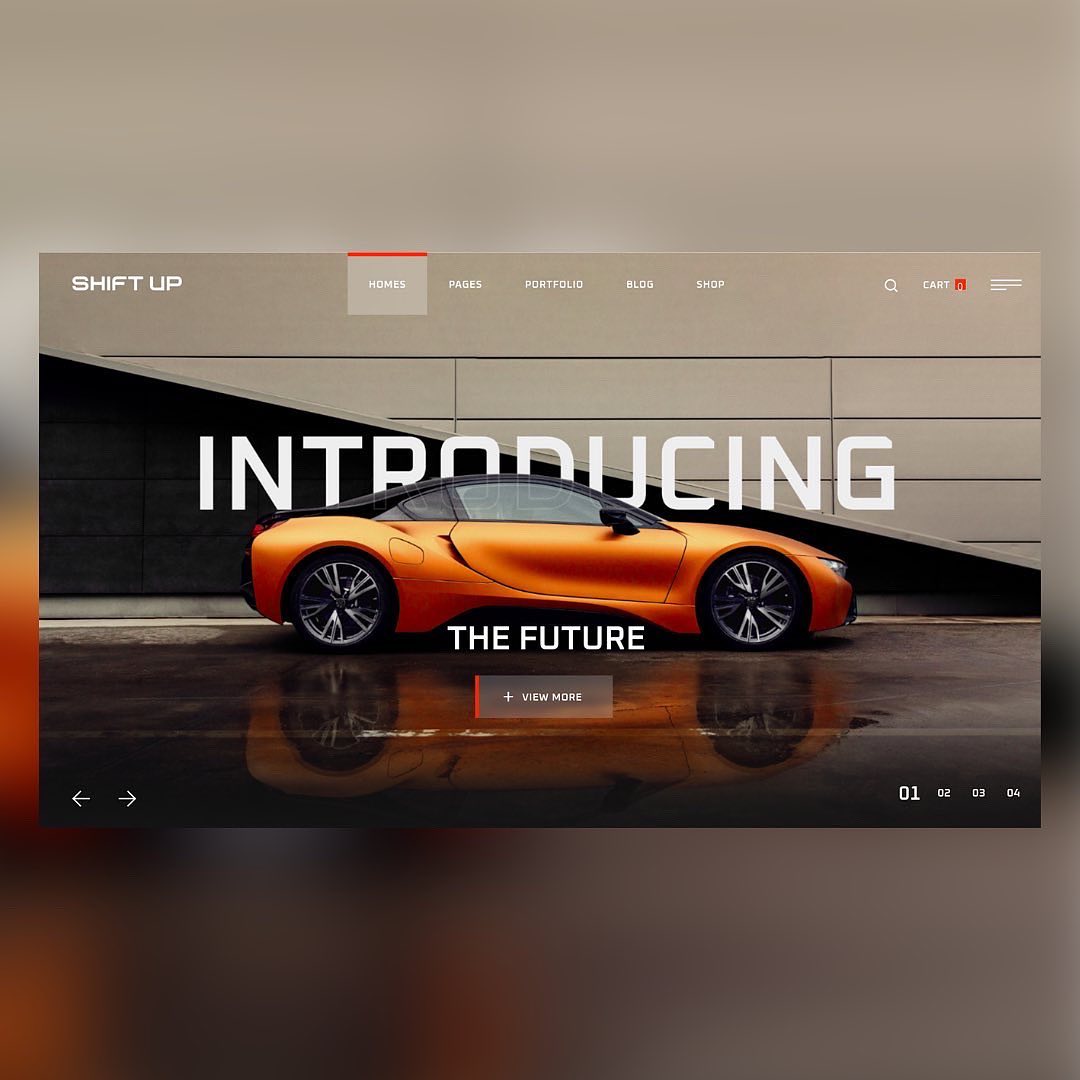 SHIFT UP
HOMES PAGES PORTFOLIO BLOG SHOP
CART 0
INTRODUCING
THE FUTURE
+ VIEW MORE
01 02 03 04